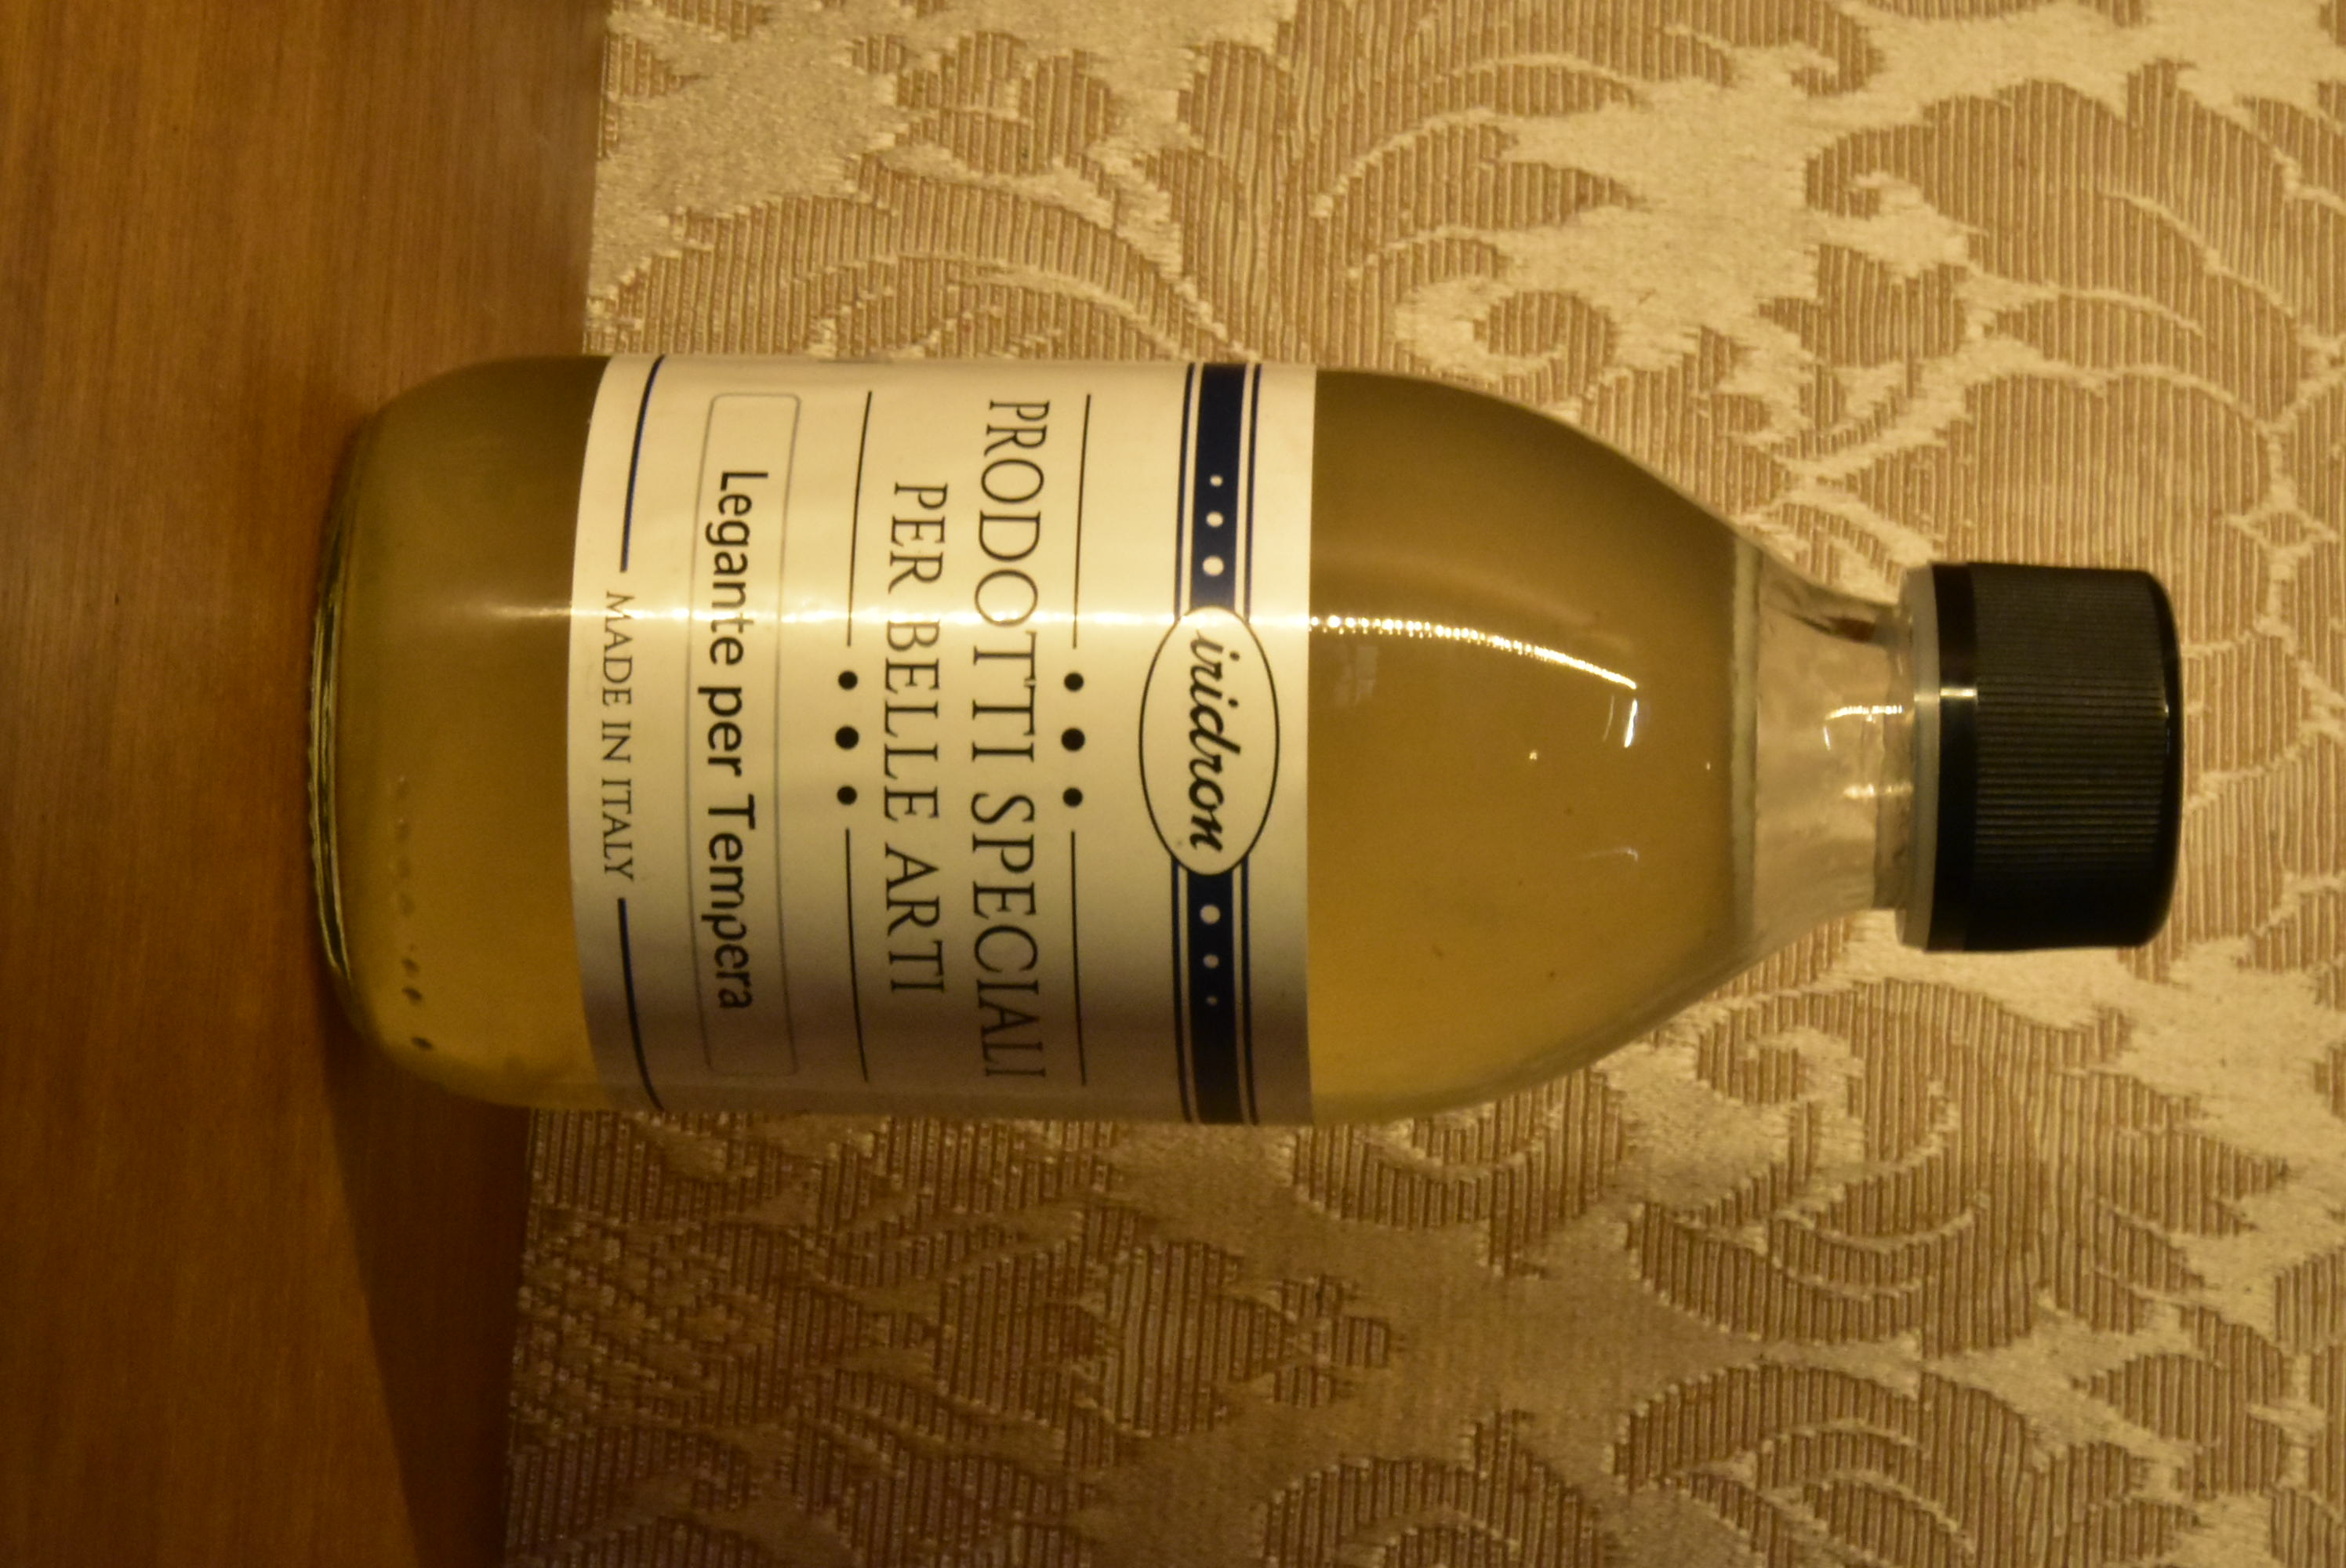 iridron
PRODOTTI SPECIALI
PER BELLE ARTI
Legante per Tempera
MADE IN ITALY